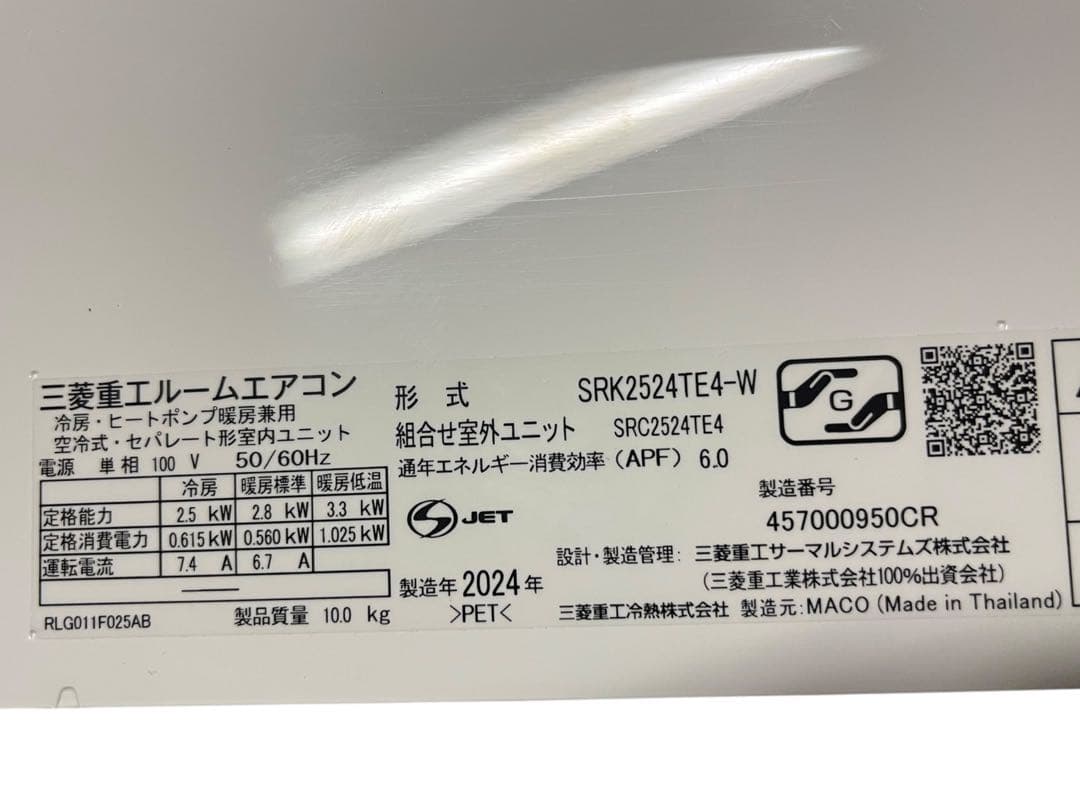 三菱重工ルームエアコン
冷房・ヒートポンプ暖房兼用
空冷式・セパレート形室内ユニット
電源 単相 100 V 50/60Hz
冷房 暖房標準 暖房低温
定格能力 2.5 kW 2.8 kW 3.3 kW
定格消費電力 0.615 kW 0.560 kW 1.025 kW
運転電流 7.4 A 6.7 A
RLG011F025AB 製品質量 10.0 kg
形式 SRK2524TE4-W
組合せ室外ユニット SRC2524TE4
通年エネルギー消費効率（APF） 6.0
JET
製造年 2024 年
>PET<
G
製造番号
457000950CR
設計・製造管理: 三菱重工サーマルシステムズ株式会社
(三菱重工業株式会社100%出資会社)
三菱重工冷熱株式会社 製造元:MACO (Made in Thailand)